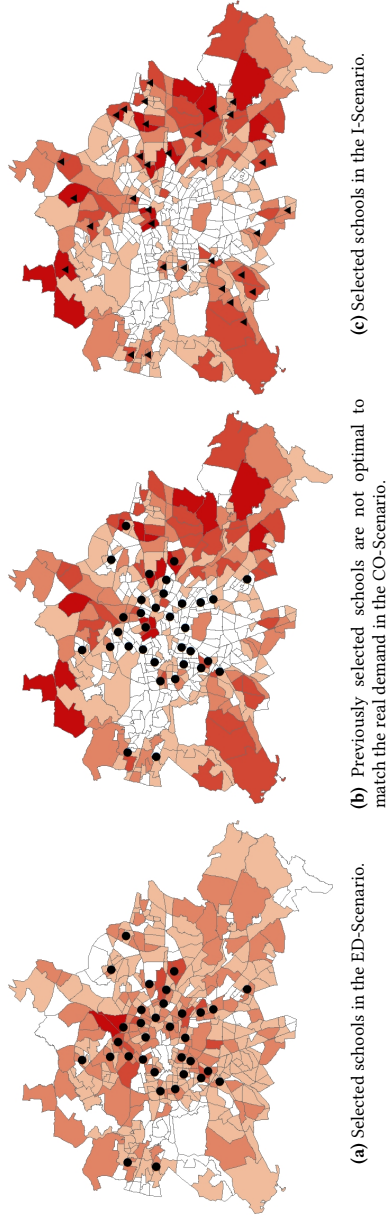 (a) Selected schools in the ED-Scenario.
(b) Previously selected schools are not optimal to
match the real demand in the CO-Scenario.
(c) Selected schools in the I-Scenario.